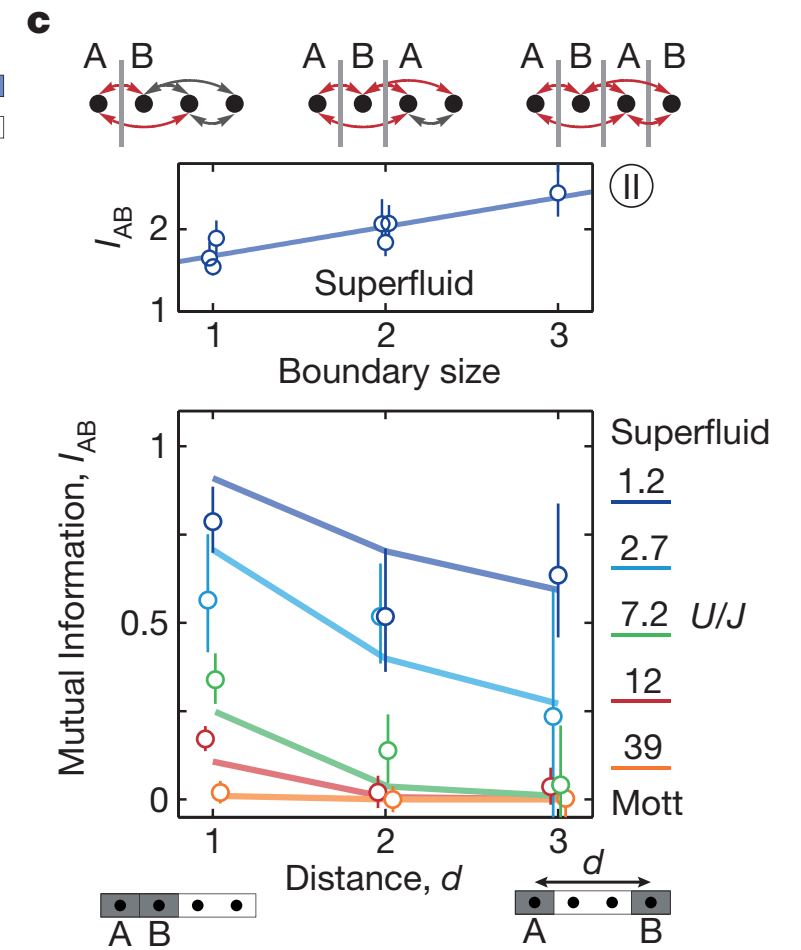 c
A B
A B A
A B A B
II
I_AB
2
1
Superfluid
1 2 3
Boundary size
Mutual Information, I_AB
1
0.5
0
1 2 3
Distance, d
Superfluid
1.2
2.7
7.2 U/J
12
39
Mott
A B
d
A B